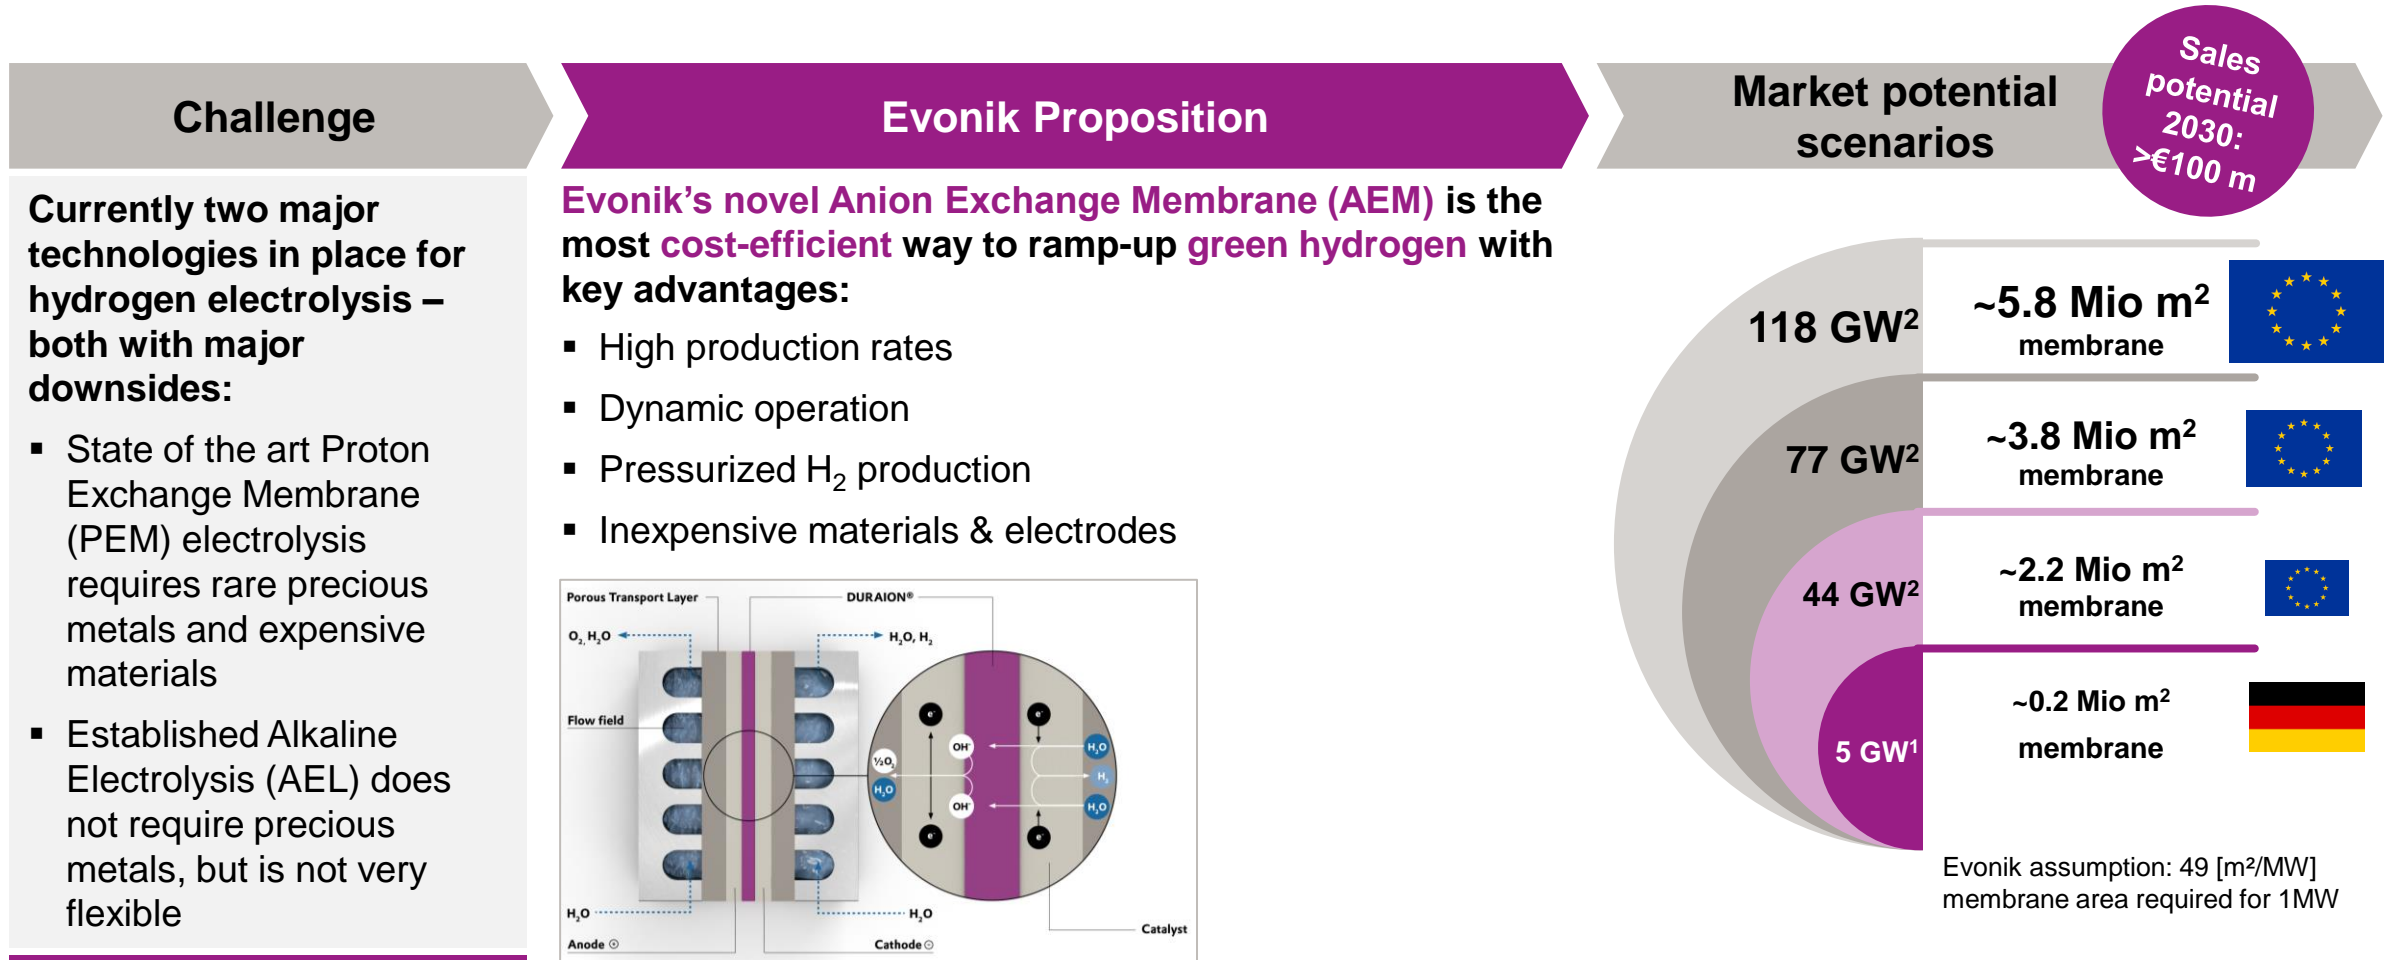 Challenge
Currently two major
technologies in place for
hydrogen electrolysis –
both with major
downsides:
▪ State of the art Proton
Exchange Membrane
(PEM) electrolysis
requires rare precious
metals and expensive
materials
▪ Established Alkaline
Electrolysis (AEL) does
not require precious
metals, but is not very
flexible
Evonik Proposition
Evonik’s novel Anion Exchange Membrane (AEM) is the
most cost-efficient way to ramp-up green hydrogen with
key advantages:
▪ High production rates
▪ Dynamic operation
▪ Pressurized H₂ production
▪ Inexpensive materials & electrodes
Porous Transport Layer
DURAION®
O₂, H₂O
H₂O, H₂
Flow field
e⁻
e⁻
OH⁻
H₂O
½O₂
H₂
H₂O
OH⁻
H₂O
e⁻
e⁻
H₂O
H₂O
Catalyst
Anode ⊕
Cathode ⊖
Market potential
scenarios
Sales
potential
2030:
>€100 m
118 GW²
~5.8 Mio m²
membrane
77 GW²
~3.8 Mio m²
membrane
44 GW²
~2.2 Mio m²
membrane
5 GW¹
~0.2 Mio m²
membrane
Evonik assumption: 49 [m²/MW]
membrane area required for 1MW